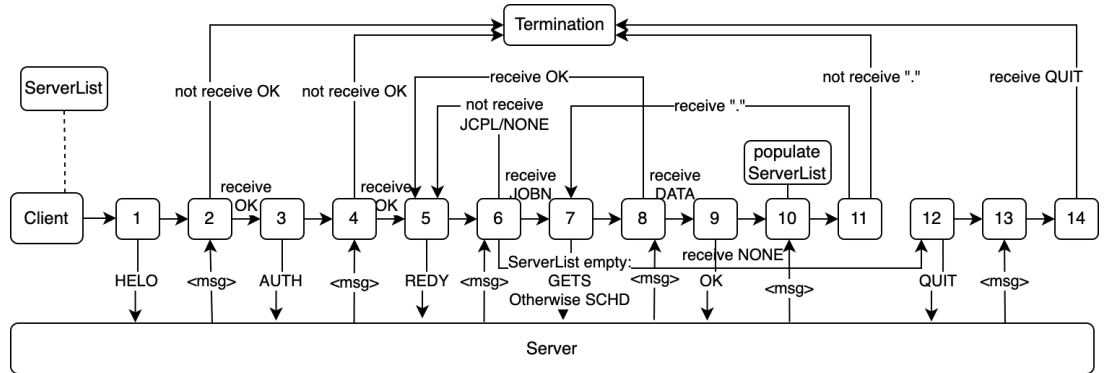 Termination
ServerList
not receive OK
not receive OK
receive OK
not receive "."
receive QUIT
not receive
JCPL/NONE
receive "."
populate
ServerList
receive
OK
receive
OK
receive
JOBN
receive
DATA
Client
1
2
3
4
5
6
7
8
9
10
11
12
13
14
receive NONE
ServerList empty:
GETS
Otherwise SCHD
HELO
<msg>
AUTH
<msg>
REDY
<msg>
<msg>
OK
<msg>
QUIT
<msg>
Server